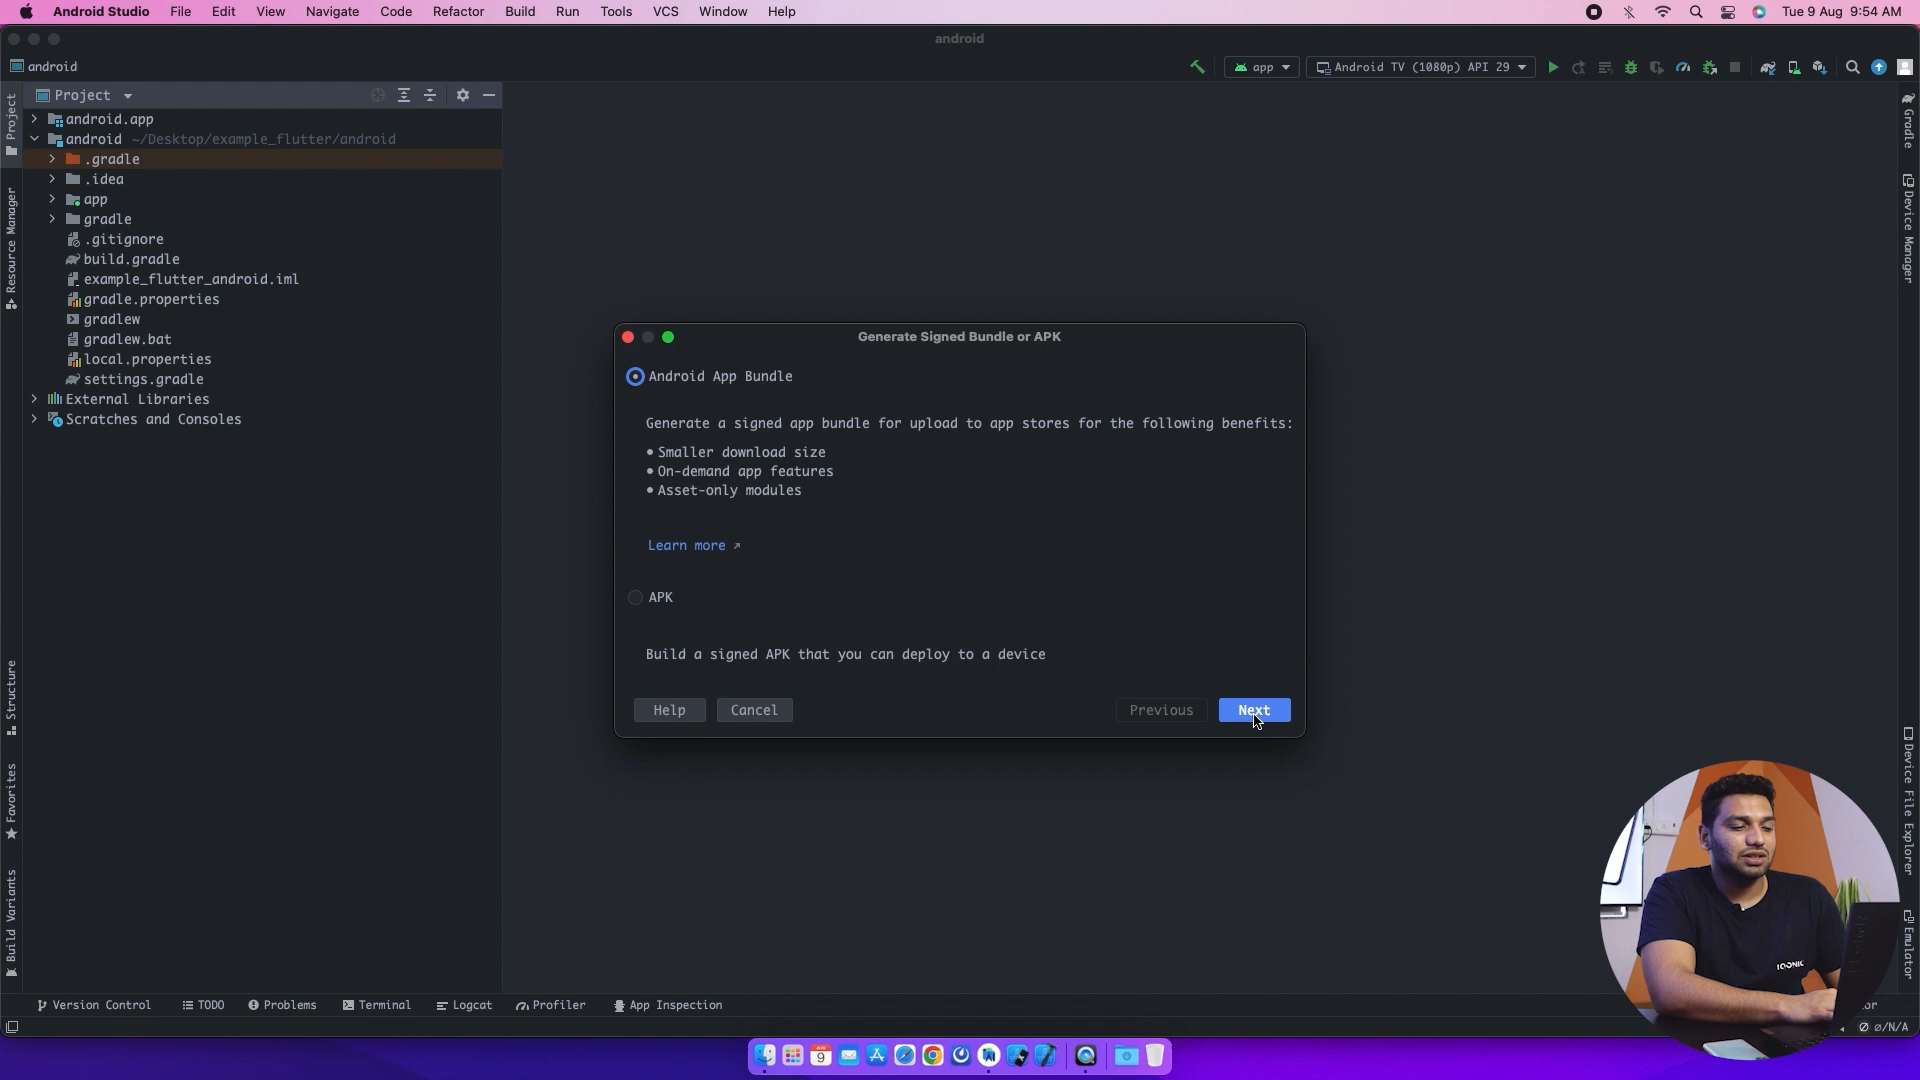 Android Studio File Edit View Navigate Code Refactor Build Run Tools VCS Window Help Tue 9 Aug 9:54 AM
android
android
app
Android TV (1080p) API 29
Project
Project
android.app
android ~/Desktop/example_flutter/android
.gradle
.idea
app
gradle
.gitignore
build.gradle
example_flutter_android.iml
gradle.properties
gradlew
gradlew.bat
local.properties
settings.gradle
External Libraries
Scratches and Consoles
Resource Manager
Structure
Favorites
Build Variants
Generate Signed Bundle or APK
Android App Bundle
Generate a signed app bundle for upload to app stores for the following benefits:
• Smaller download size
• On-demand app features
• Asset-only modules
Learn more ↗
APK
Build a signed APK that you can deploy to a device
Help Cancel Previous Next
Gradle
Device Manager
Device File Explorer
Emulator
Version Control TODO Problems Terminal Logcat Profiler App Inspection
⌀/N/A
9